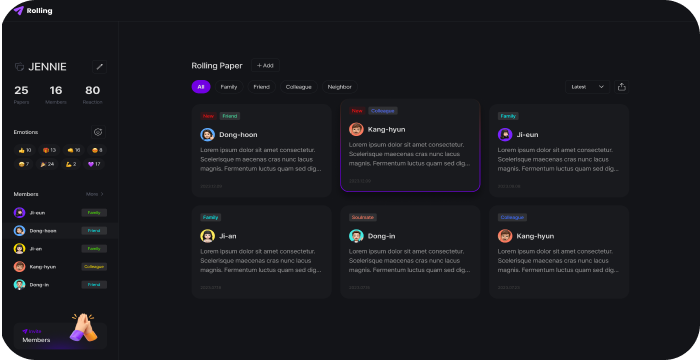 Rolling
JENNIE
25 16 80
Papers Members Reaction
Emotions
10 13 16 8
7 24 2 17
Members
More
Ji-eun Family
Dong-hoon Friend
Ji-an Family
Kang-hyun Colleague
Dong-in Friend
Members
Rolling Paper
+ Add
All Family Friend Colleague Neighbor
Latest
New Friend
Dong-hoon
Lorem ipsum dolor sit amet consectetur.
Scelerisque m aecenas cras nunc lacus
magnis. Fermentum luctus quam sed dig...
New Colleague
Kang-hyun
Lorem ipsum dolor sit amet consectetur.
Scelerisque maecenas cras nunc lacus
magnis. Fermentum luctus quam sed dig...
Family
Ji-eun
Lorem ipsum dolor sit amet consectetur.
Scelerisque maecenas cras nunc lacus
magnis. Fermentum luctus quam sed dig...
Family
Ji-an
Lorem ipsum dolor sit amet consectetur.
Scelerisque maecenas cras nunc lacus
magnis. Fermentum luctus quam sed dig...
Soulmate
Dong-in
Lorem ipsum dolor sit amet consectetur.
Scelerisque maecenas cras nunc lacus
magnis. Fermentum luctus quam sed dig...
Colleague
Kang-hyun
Lorem ipsum dolor sit amet consectetur.
Scelerisque maecenas cras nunc lacus
magnis. Fermentum luctus quam sed dig...